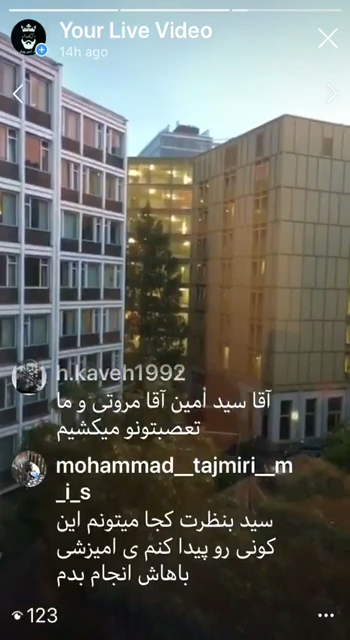 Your Live Video
14h ago
h.kaveh1992
آقا سید أمین آقا مروتی و ما
تعصبتونو میکشیم
mohammad__tajmiri__m
_i_s
سید بنظرت کجا میتونم این
کونی رو پیدا کنم ی امیزشی
باهاش انجام بدم
123